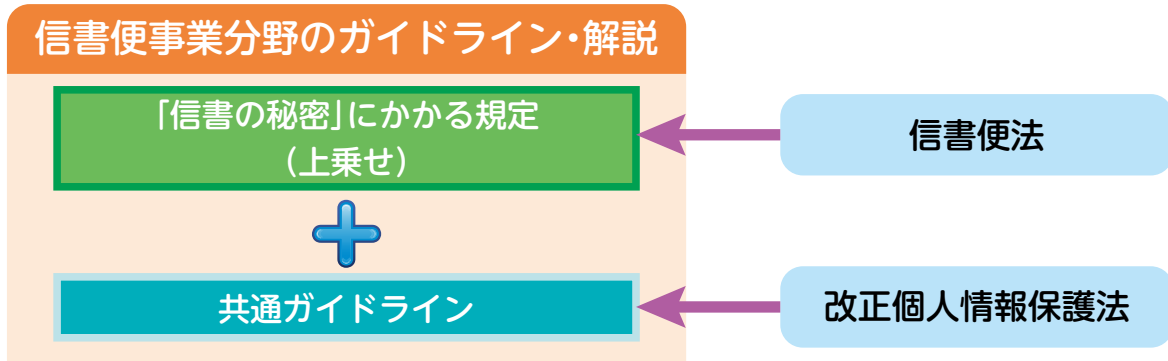 信書便事業分野のガイドライン・解説
「信書の秘密」にかかる規定
（上乗せ）
信書便法
共通ガイドライン
改正個人情報保護法